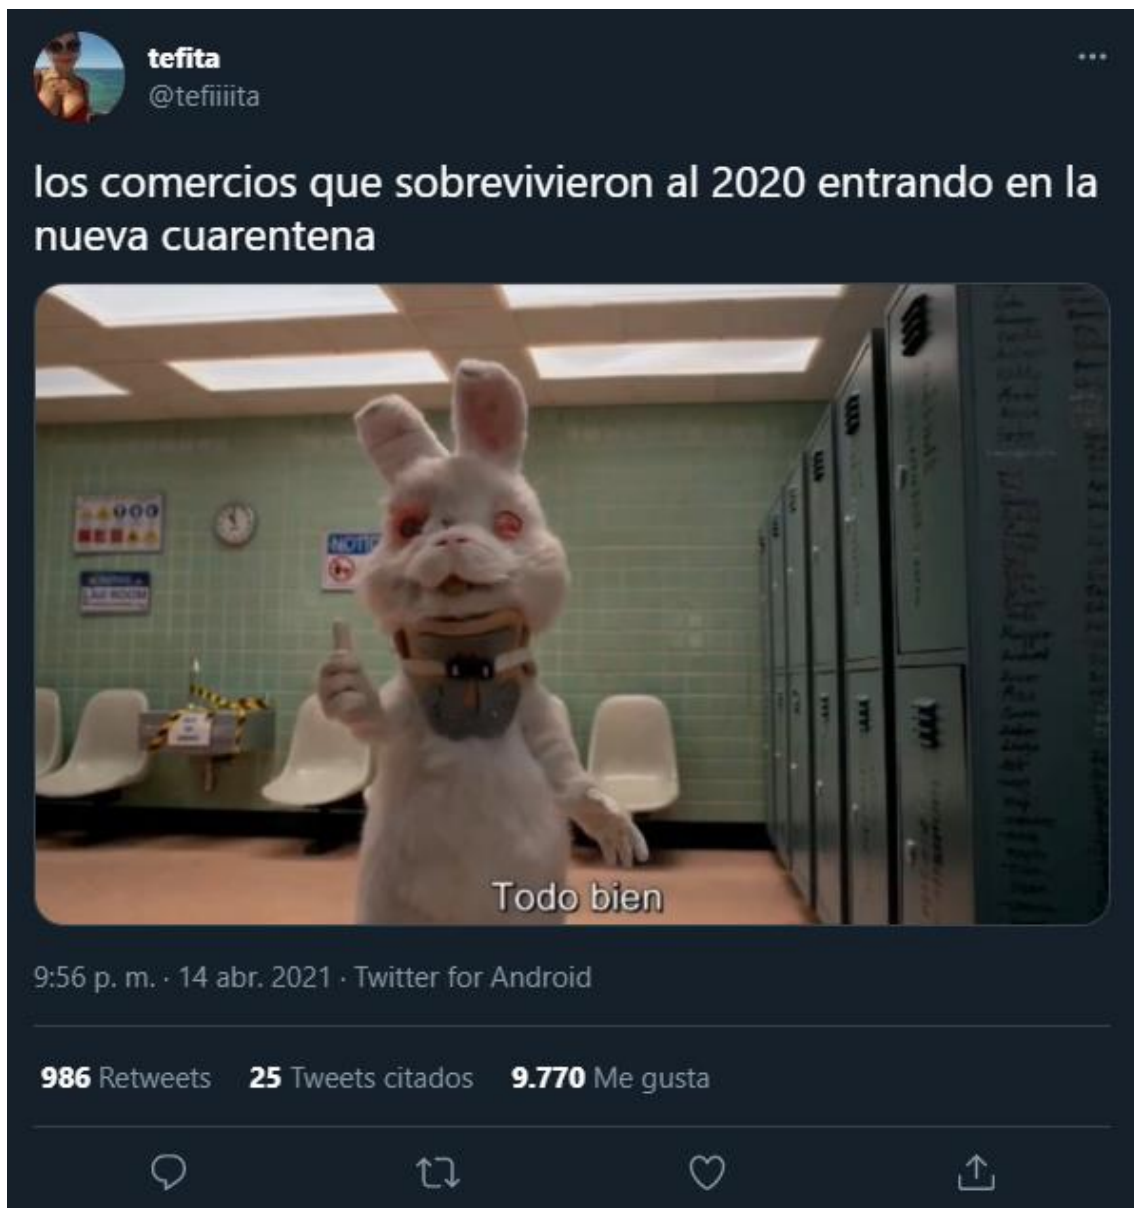 tefita
@tefiiiita
los comercios que sobrevivieron al 2020 entrando en la
nueva cuarentena
NOTI
Todo bien
9:56 p. m. · 14 abr. 2021 · Twitter for Android
986 Retweets 25 Tweets citados 9.770 Me gusta